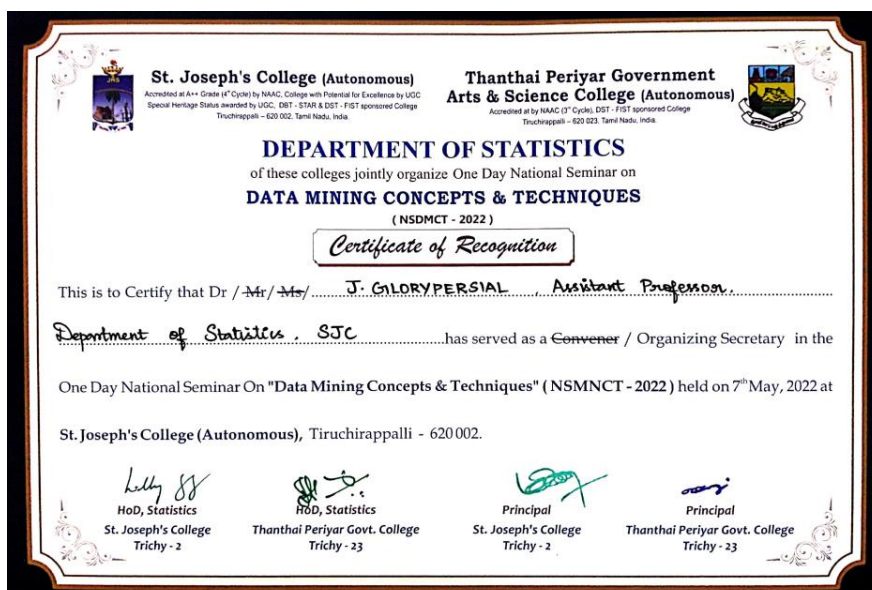 St. Joseph's College (Autonomous)
Accredited at A++ Grade (4th Cycle) by NAAC, College with Potential for Excellence by UGC
Special Heritage Status awarded by UGC, DBT - STAR & DST - FIST sponsored College
Tiruchirappalli – 620 002. Tamil Nadu, India.
Thanthai Periyar Government
Arts & Science College (Autonomous)
Accredited at by NAAC (3rd Cycle), DST - FIST sponsored College
Tiruchirappalli – 620 023. Tamil Nadu, India.
DEPARTMENT OF STATISTICS
of these colleges jointly organize One Day National Seminar on
DATA MINING CONCEPTS & TECHNIQUES
( NSDMCT - 2022 )
Certificate of Recognition
This is to Certify that Dr / Mr/ Ms/ J. GLORYPERSIAL , Assistant Professor.
Department of Statistics. SJC has served as a Convener / Organizing Secretary in the
One Day National Seminar On "Data Mining Concepts & Techniques" ( NSMNCT - 2022 ) held on 7th May, 2022 at
St. Joseph's College (Autonomous), Tiruchirappalli - 620 002.
HoD, Statistics
St. Joseph's College
Trichy - 2
HoD, Statistics
Thanthai Periyar Govt. College
Trichy - 23
Principal
St. Joseph's College
Trichy - 2
Principal
Thanthai Periyar Govt. College
Trichy - 23